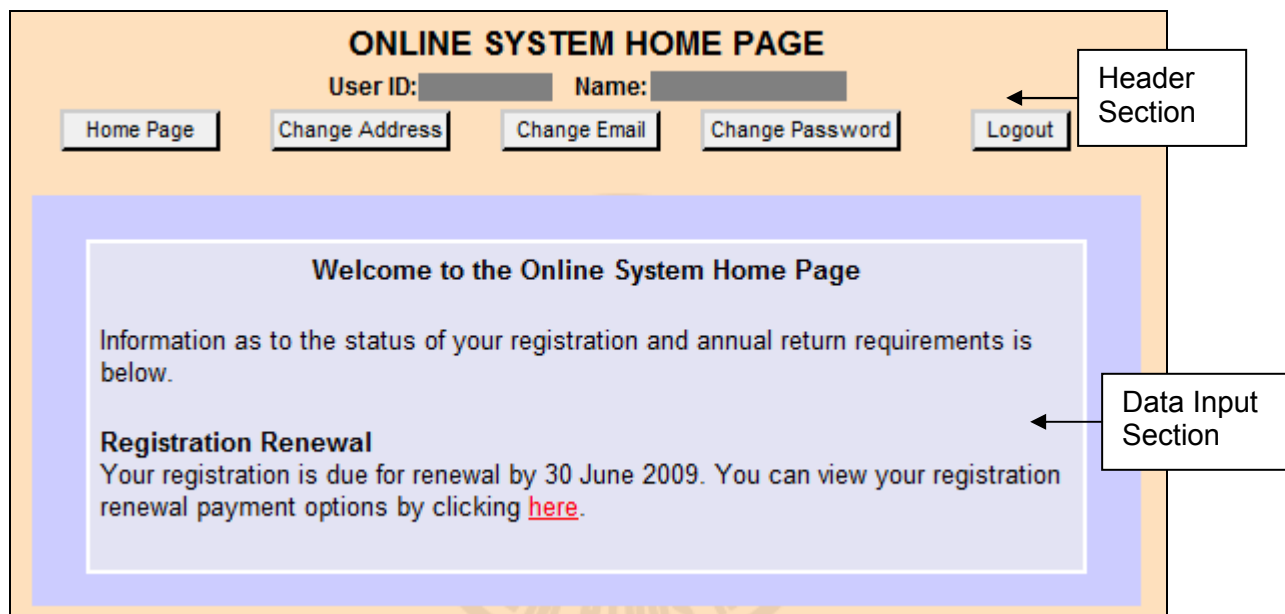 ONLINE SYSTEM HOME PAGE
User ID: Name:
Home Page Change Address Change Email Change Password Logout
Header
Section
Welcome to the Online System Home Page
Information as to the status of your registration and annual return requirements is
below.
Data Input
Section
Registration Renewal
Your registration is due for renewal by 30 June 2009. You can view your registration
renewal payment options by clicking here.